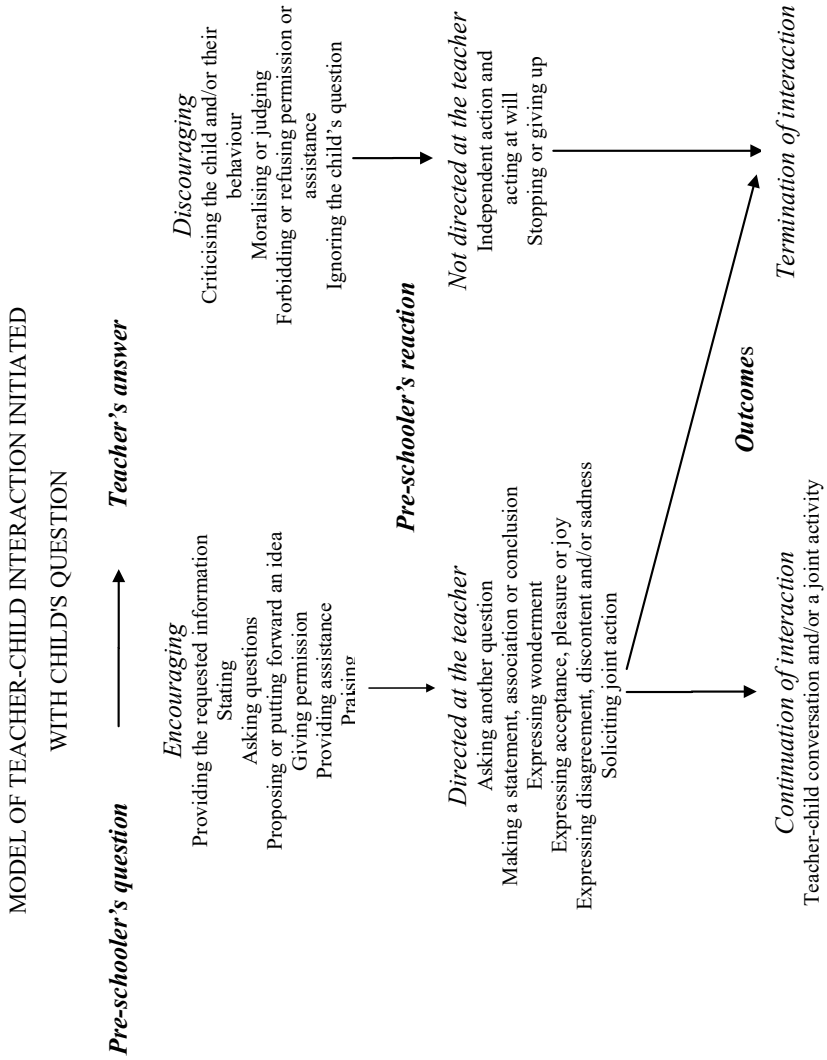 MODEL OF TEACHER-CHILD INTERACTION INITIATED
WITH CHILD'S QUESTION
Pre-schooler's question
Teacher's answer
Encouraging
Providing the requested information
Stating
Asking questions
Proposing or putting forward an idea
Giving permission
Providing assistance
Praising
Discouraging
Criticising the child and/or their
behaviour
Moralising or judging
Forbidding or refusing permission or
assistance
Ignoring the child's question
Pre-schooler's reaction
Directed at the teacher
Asking another question
Making a statement, association or conclusion
Expressing wonderment
Expressing acceptance, pleasure or joy
Expressing disagreement, discontent and/or sadness
Soliciting joint action
Not directed at the teacher
Independent action and
acting at will
Stopping or giving up
Outcomes
Continuation of interaction
Teacher-child conversation and/or a joint activity
Termination of interaction